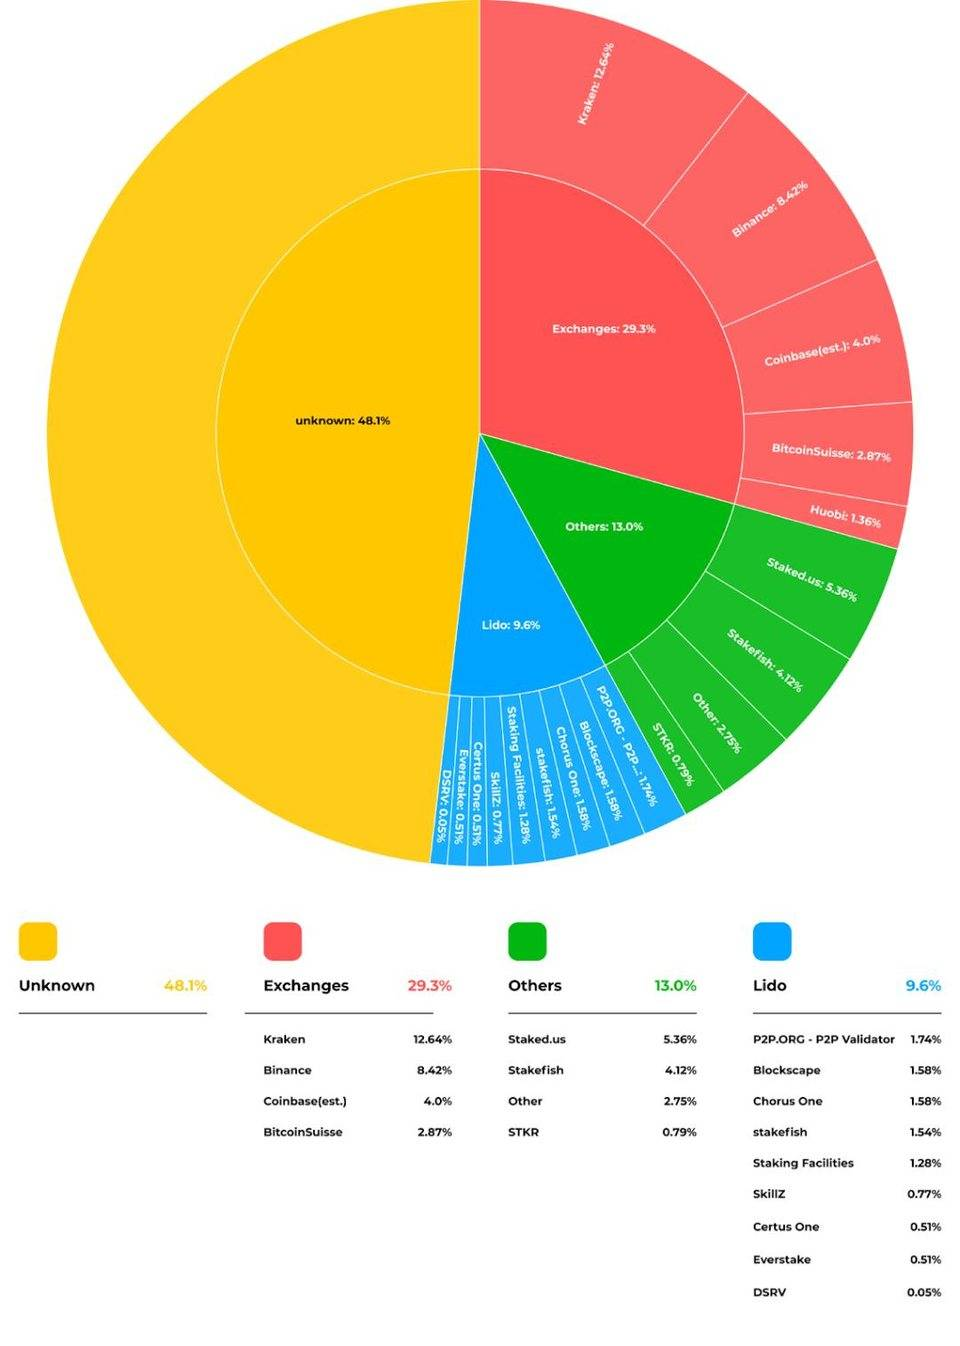 Kraken: 12.64%
Binance: 8.42%
Coinbase(est.): 4.0%
BitcoinSuisse: 2.87%
Huobi: 1.36%
Exchanges: 29.3%
unknown: 48.1%
Others: 13.0%
Lido: 9.6%
Staked.us: 5.36%
Stakefish: 4.12%
Other: 2.75%
STKR: 0.79%
P2P.ORG - P2P ...: 1.74%
Blockscape: 1.58%
Chorus One: 1.58%
stakefish: 1.54%
Staking Facilities: 1.28%
SkillZ: 0.77%
Certus One: 0.51%
Everstake: 0.51%
DSRV: 0.05%
Unknown 48.1%
Exchanges 29.3%
Kraken 12.64%
Binance 8.42%
Coinbase(est.) 4.0%
BitcoinSuisse 2.87%
Others 13.0%
Staked.us 5.36%
Stakefish 4.12%
Other 2.75%
STKR 0.79%
Lido 9.6%
P2P.ORG - P2P Validator 1.74%
Blockscape 1.58%
Chorus One 1.58%
stakefish 1.54%
Staking Facilities 1.28%
SkillZ 0.77%
Certus One 0.51%
Everstake 0.51%
DSRV 0.05%